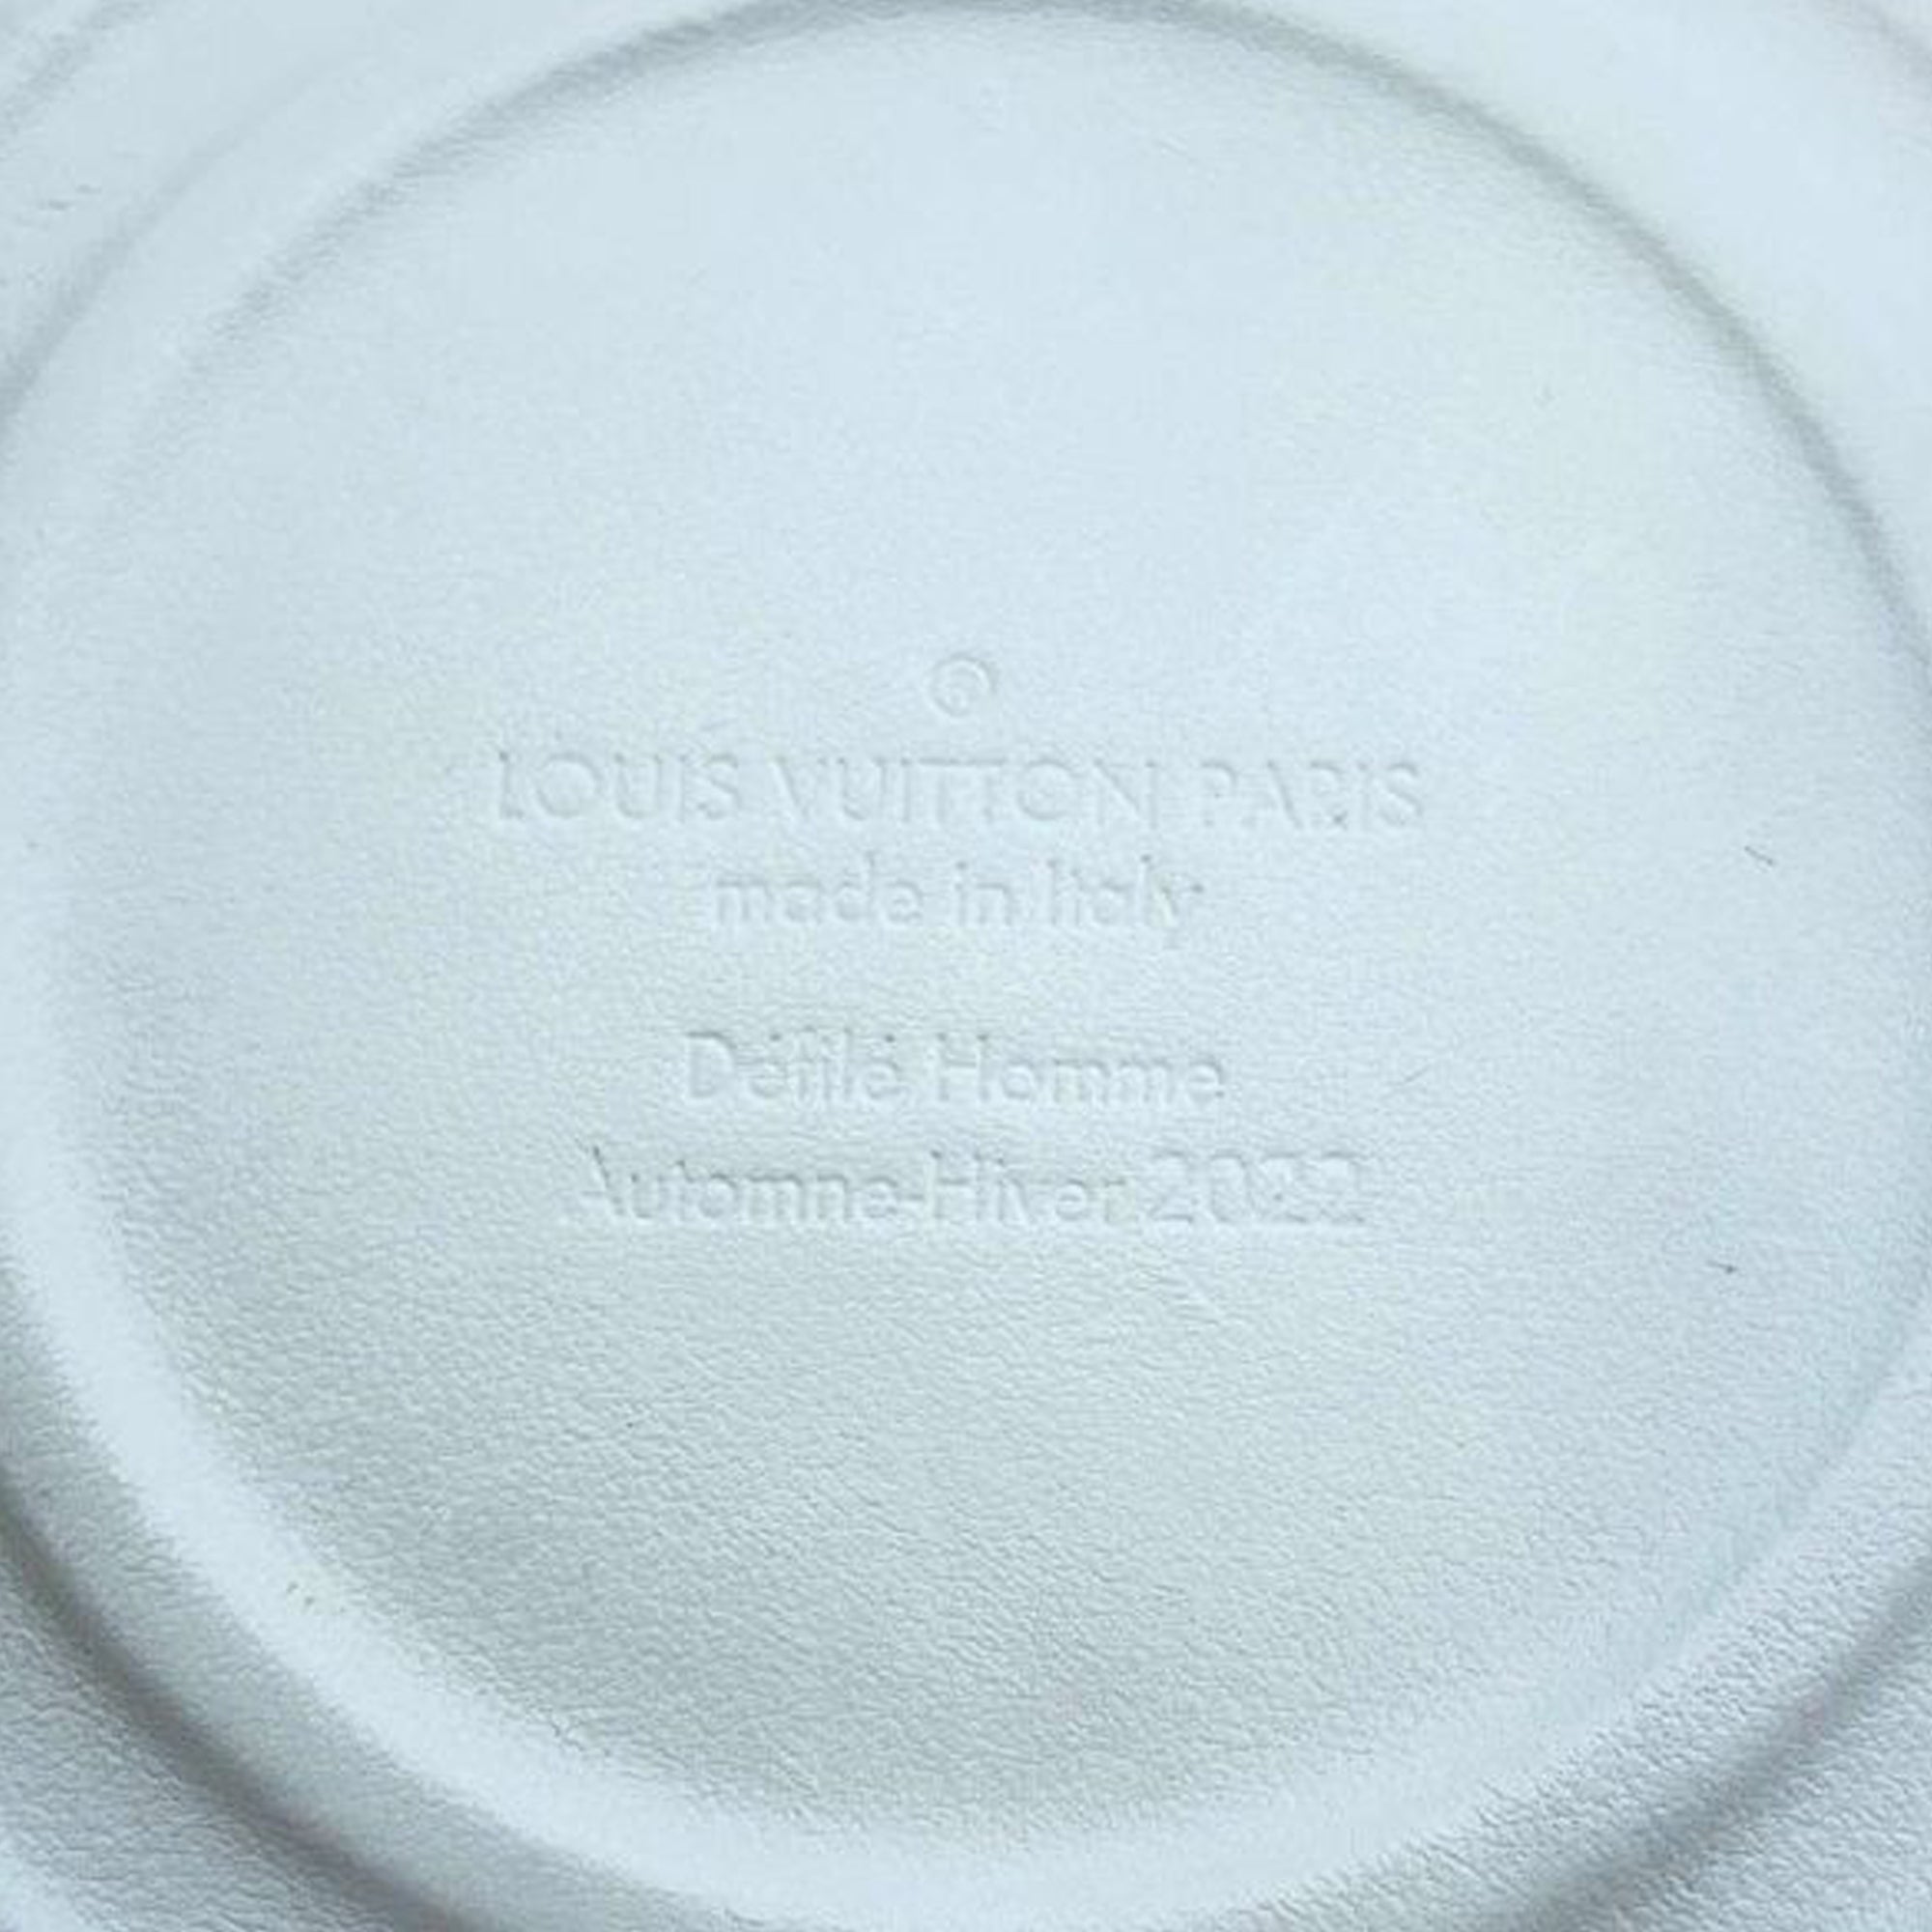 ®
LOUIS VUITTON PARIS
made in Italy
Défilé Homme
Automne-Hiver 2022